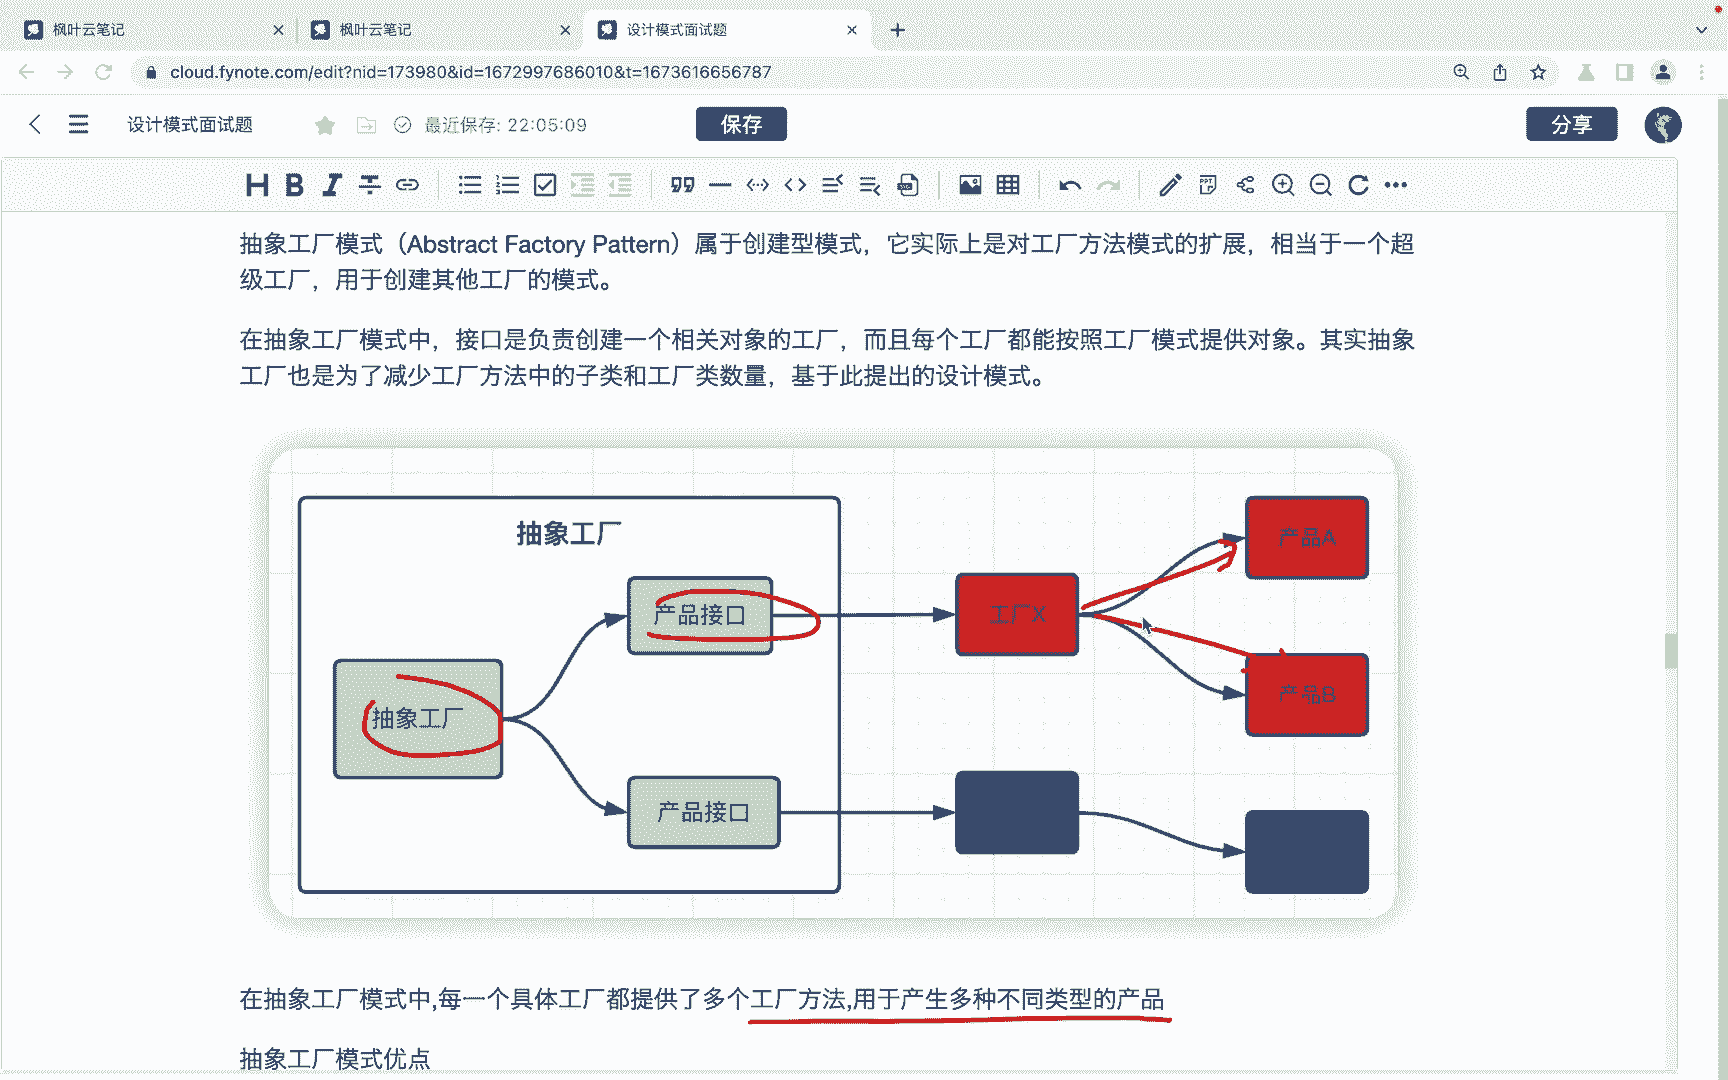 枫叶云笔记
枫叶云笔记
设计模式面试题
cloud.fynote.com/edit?nid=173980&id=1672997686010&t=1673616656787
设计模式面试题
最近保存: 22:05:09
保存
分享
抽象工厂模式（Abstract Factory Pattern）属于创建型模式，它实际上是对工厂方法模式的扩展，相当于一个超
级工厂，用于创建其他工厂的模式。
在抽象工厂模式中，接口是负责创建一个相关对象的工厂，而且每个工厂都能按照工厂模式提供对象。其实抽象
工厂也是为了减少工厂方法中的子类和工厂类数量，基于此提出的设计模式。
抽象工厂
产品接口
抽象工厂
产品接口
工厂X
产品A
产品B
在抽象工厂模式中,每一个具体工厂都提供了多个工厂方法,用于产生多种不同类型的产品
抽象工厂模式优点